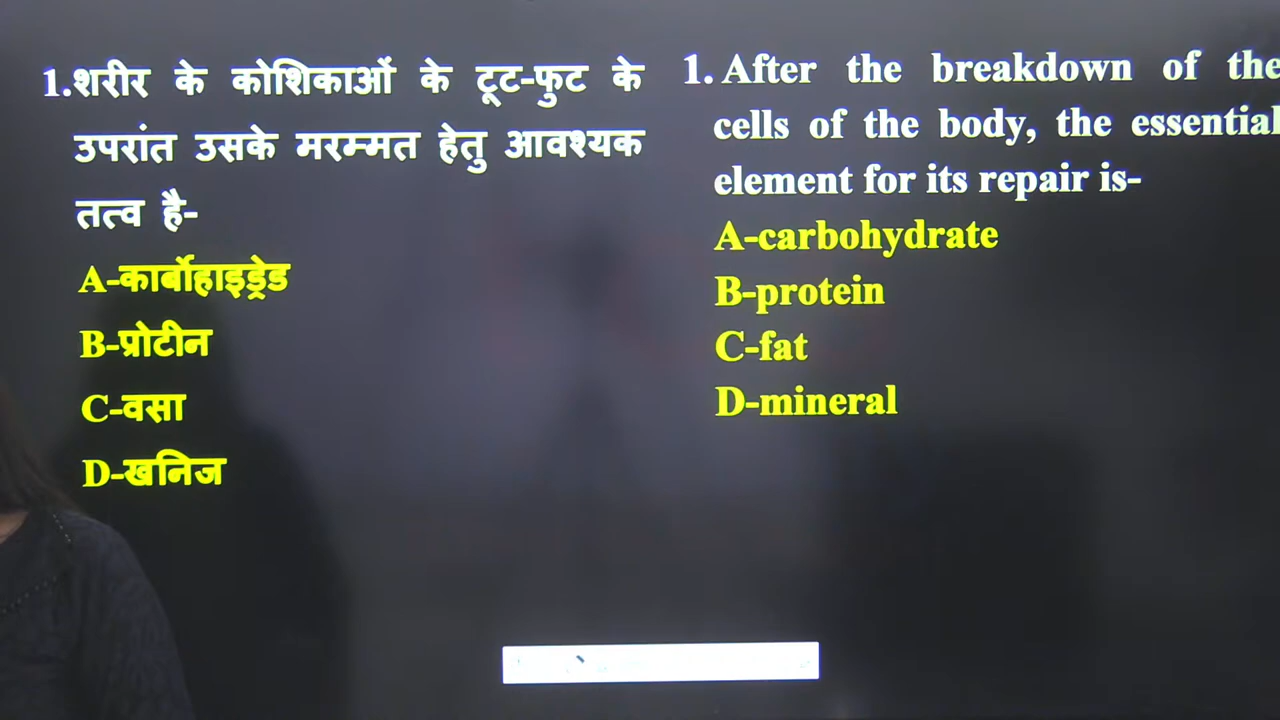 1.शरीर के कोशिकाओं के टूट-फुट के
उपरांत उसके मरम्मत हेतु आवश्यक
तत्व है-
A-कार्बोहाइड्रेड
B-प्रोटीन
C-वसा
D-खनिज
1. After the breakdown of the
cells of the body, the essential
element for its repair is-
A-carbohydrate
B-protein
C-fat
D-mineral